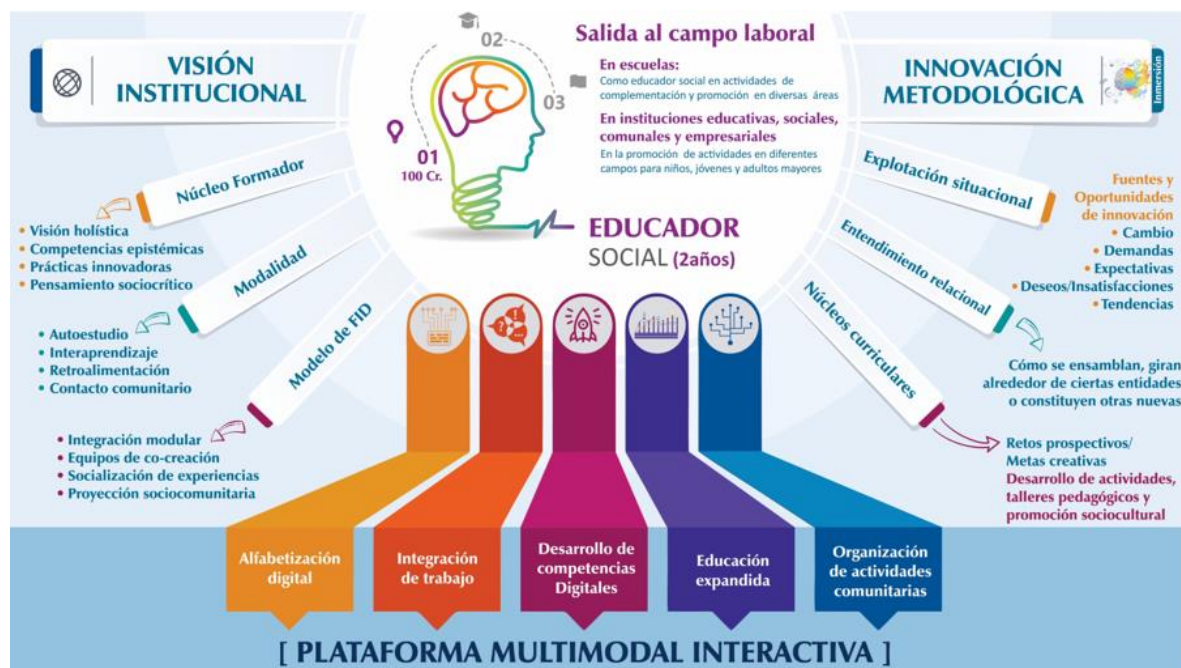 VISIÓN
INSTITUCIONAL
Núcleo Formador
• Visión holística
• Competencias epistémicas
• Prácticas innovadoras
• Pensamiento sociocrítico
Modalidad
• Autoestudio
• Interaprendizaje
• Retroalimentación
• Contacto comunitario
Modelo de FID
• Integración modular
• Equipos de co-creación
• Socialización de experiencias
• Proyección sociocomunitaria
01
100 Cr.
02
03
Salida al campo laboral
En escuelas:
Como educador social en actividades de
complementación y promoción en diversas áreas
En instituciones educativas, sociales,
comunales y empresariales
En la promoción de actividades en diferentes
campos para niños, jóvenes y adultos mayores
EDUCADOR
SOCIAL (2años)
INNOVACIÓN
METODOLÓGICA
Inmersión
Explotación situacional
Fuentes y
Oportunidades
de innovación
• Cambio
• Demandas
• Expectativas
• Deseos/Insatisfacciones
• Tendencias
Entendimiento relacional
Cómo se ensamblan, giran
alrededor de ciertas entidades
o constituyen otras nuevas
Núcleos curriculares
Retos prospectivos/
Metas creativas
Desarrollo de actividades,
talleres pedagógicos y
promoción sociocultural
Alfabetización
digital
Integración
de trabajo
Desarrollo de
competencias
Digitales
Educación
expandida
Organización
de actividades
comunitarias
[ PLATAFORMA MULTIMODAL INTERACTIVA ]